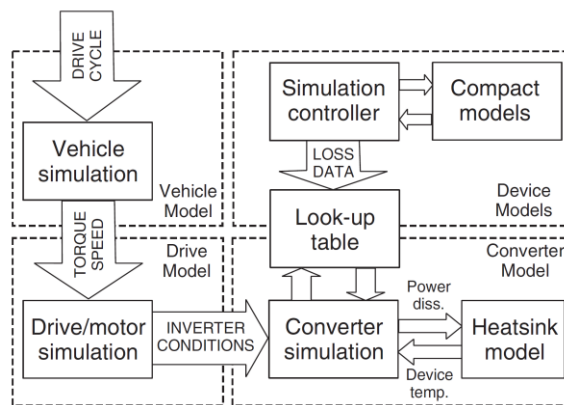 DRIVE
CYCLE
Vehicle
simulation
Vehicle
Model
TORQUE
SPEED
Drive
Model
Drive/motor
simulation
INVERTER
CONDITIONS
Simulation
controller
Compact
models
LOSS
DATA
Device
Models
Look-up
table
Converter
Model
Converter
simulation
Power
diss.
Heatsink
model
Device
temp.